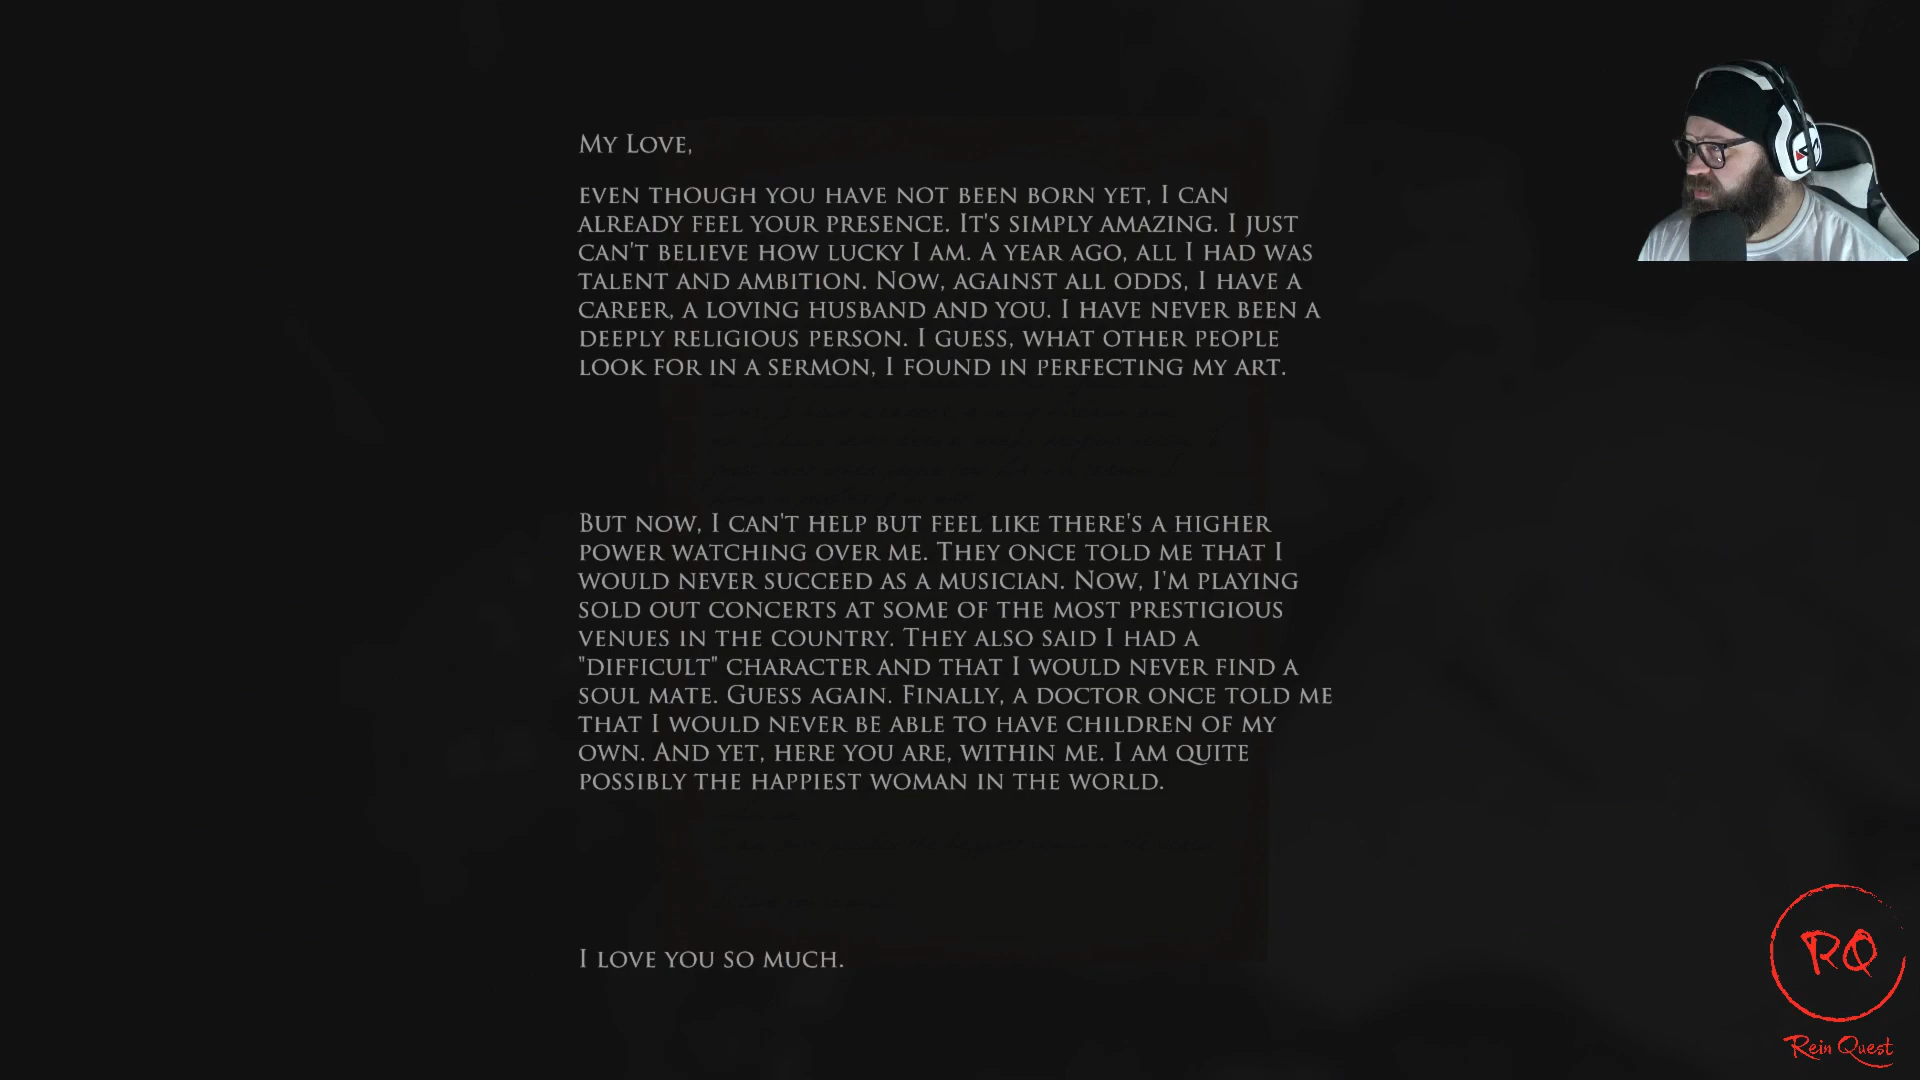 My Love,
even though you have not been born yet, I can
already feel your presence. It's simply amazing. I just
can't believe how lucky I am. A year ago, all I had was
talent and ambition. Now, against all odds, I have a
career, a loving husband and you. I have never been a
deeply religious person. I guess, what other people
look for in a sermon, I found in perfecting my art.
But now, I can't help but feel like there's a higher
power watching over me. They once told me that I
would never succeed as a musician. Now, I'm playing
sold out concerts at some of the most prestigious
venues in the country. They also said I had a
"difficult" character and that I would never find a
soul mate. Guess again. Finally, a doctor once told me
that I would never be able to have children of my
own. And yet, here you are, within me. I am quite
possibly the happiest woman in the world.
I love you so much.
RQ
Rein Quest